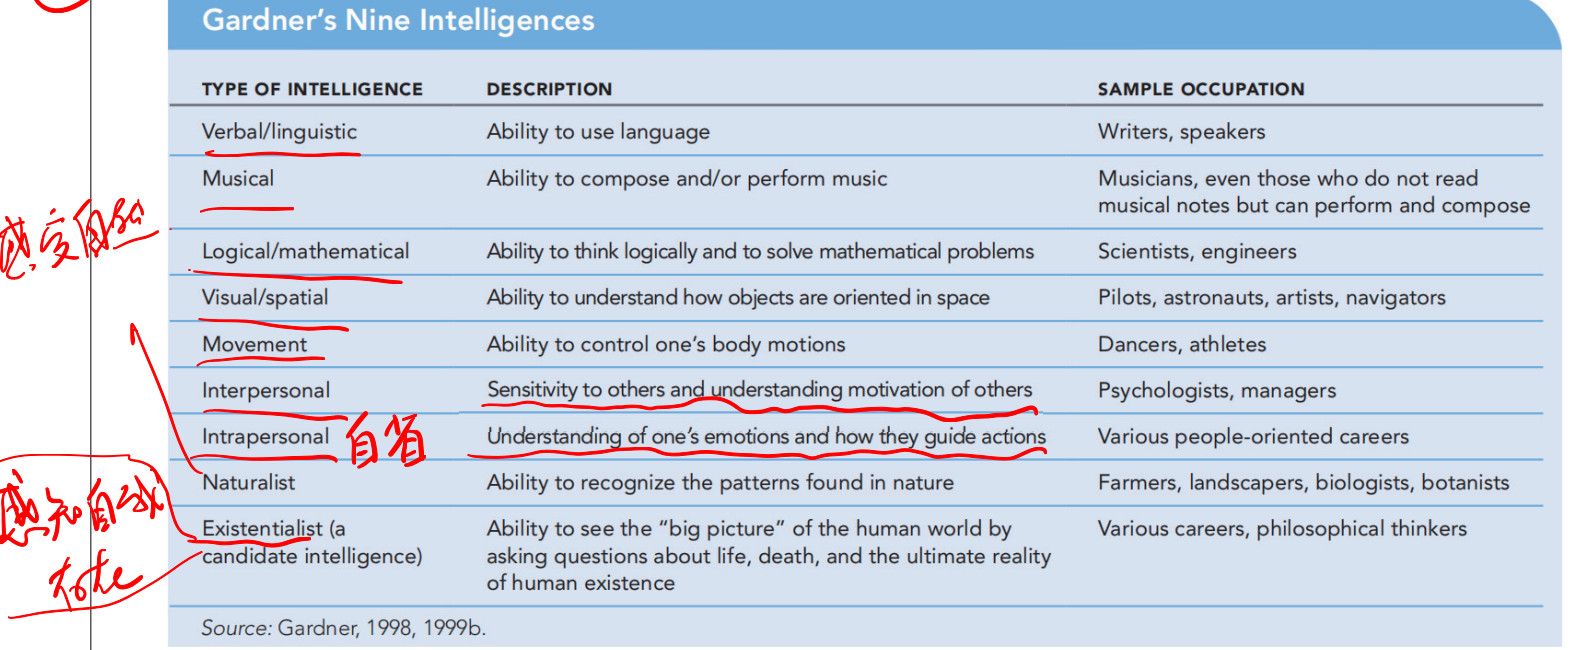 Gardner's Nine Intelligences
TYPE OF INTELLIGENCE DESCRIPTION SAMPLE OCCUPATION
Verbal/linguistic Ability to use language Writers, speakers
Musical Ability to compose and/or perform music Musicians, even those who do not read
musical notes but can perform and compose
感受自然
Logical/mathematical Ability to think logically and to solve mathematical problems Scientists, engineers
Visual/spatial Ability to understand how objects are oriented in space Pilots, astronauts, artists, navigators
Movement Ability to control one's body motions Dancers, athletes
Interpersonal Sensitivity to others and understanding motivation of others Psychologists, managers
Intrapersonal 自省 Understanding of one's emotions and how they guide actions Various people-oriented careers
Naturalist Ability to recognize the patterns found in nature Farmers, landscapers, biologists, botanists
感知自我
存在
Existentialist (a Ability to see the "big picture" of the human world by Various careers, philosophical thinkers
candidate intelligence) asking questions about life, death, and the ultimate reality
of human existence
Source: Gardner, 1998, 1999b.